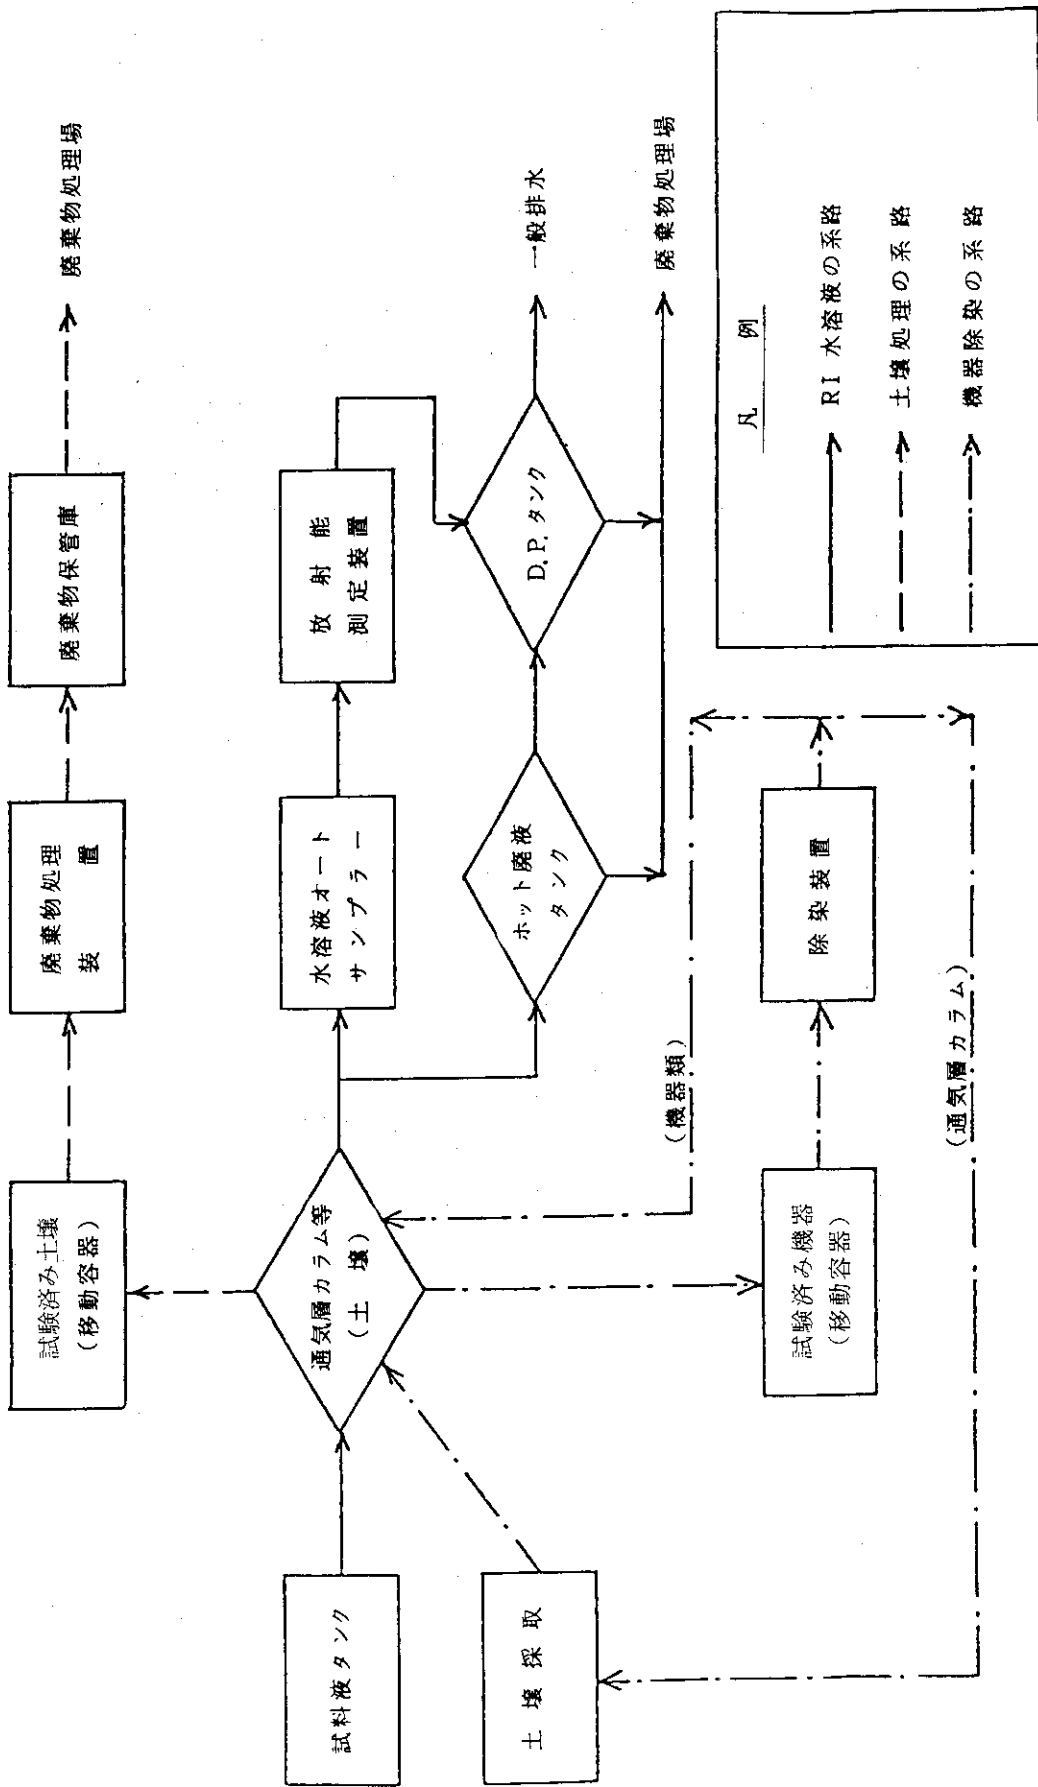 試験済み土壌
（移動容器）
廃棄物処理
装　　　置
廃棄物保管庫
廃棄物処理場
試料液タンク
通気層カラム等
（土　壌）
水溶液オート
サンプラー
放　射　能
測定装置
土 壌 採 取
ホット廃液
タンク
D.P.タンク
一般排水
廃棄物処理場
（機器類）
試験済み機器
（移動容器）
除染装置
（通気層カラム）
凡　　例
RI 水溶液の系路
土壌処理の系路
機器除染の系路